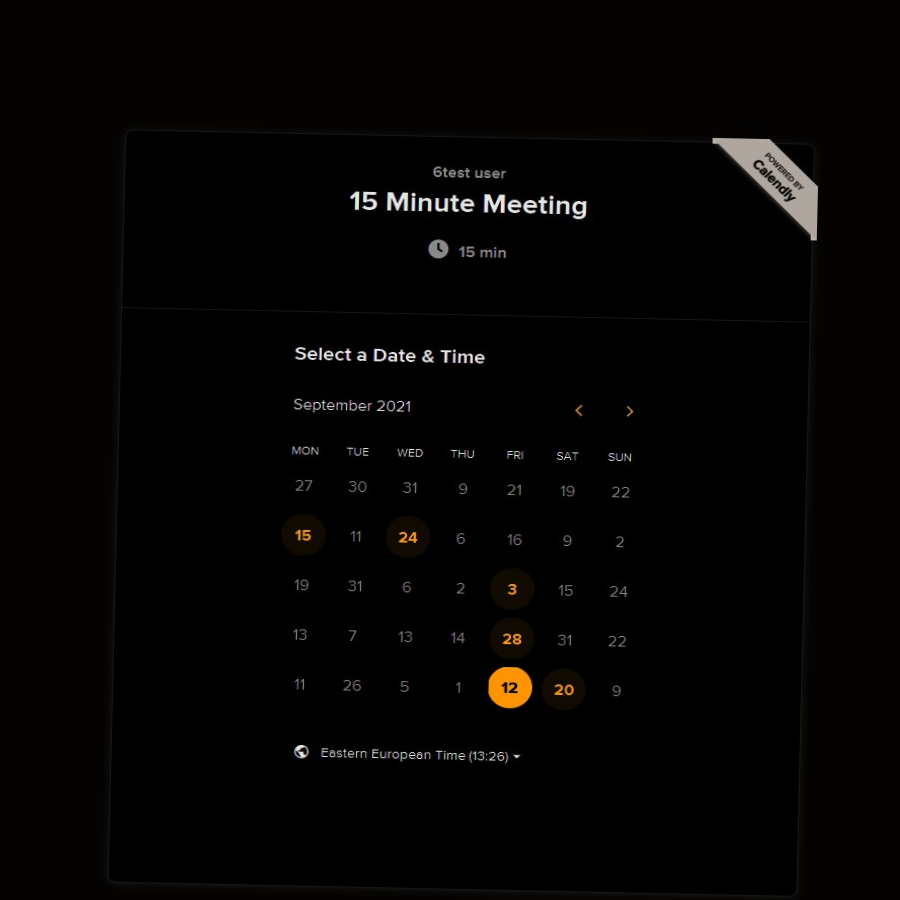 POWERED BY
Calendly
6test user
15 Minute Meeting
15 min
Select a Date & Time
September 2021
MON TUE WED THU FRI SAT SUN
27 30 31 9 21 19 22
15 11 24 6 16 9 2
19 31 6 2 3 15 24
13 7 13 14 28 31 22
11 26 5 1 12 20 9
Eastern European Time (13:26)